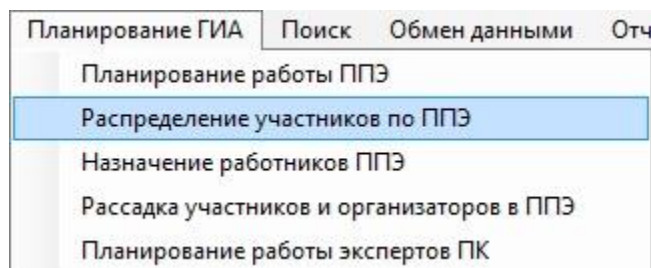 Планирование ГИА Поиск Обмен данными Отч
Планирование работы ППЭ
Распределение участников по ППЭ
Назначение работников ППЭ
Рассадка участников и организаторов в ППЭ
Планирование работы экспертов ПК